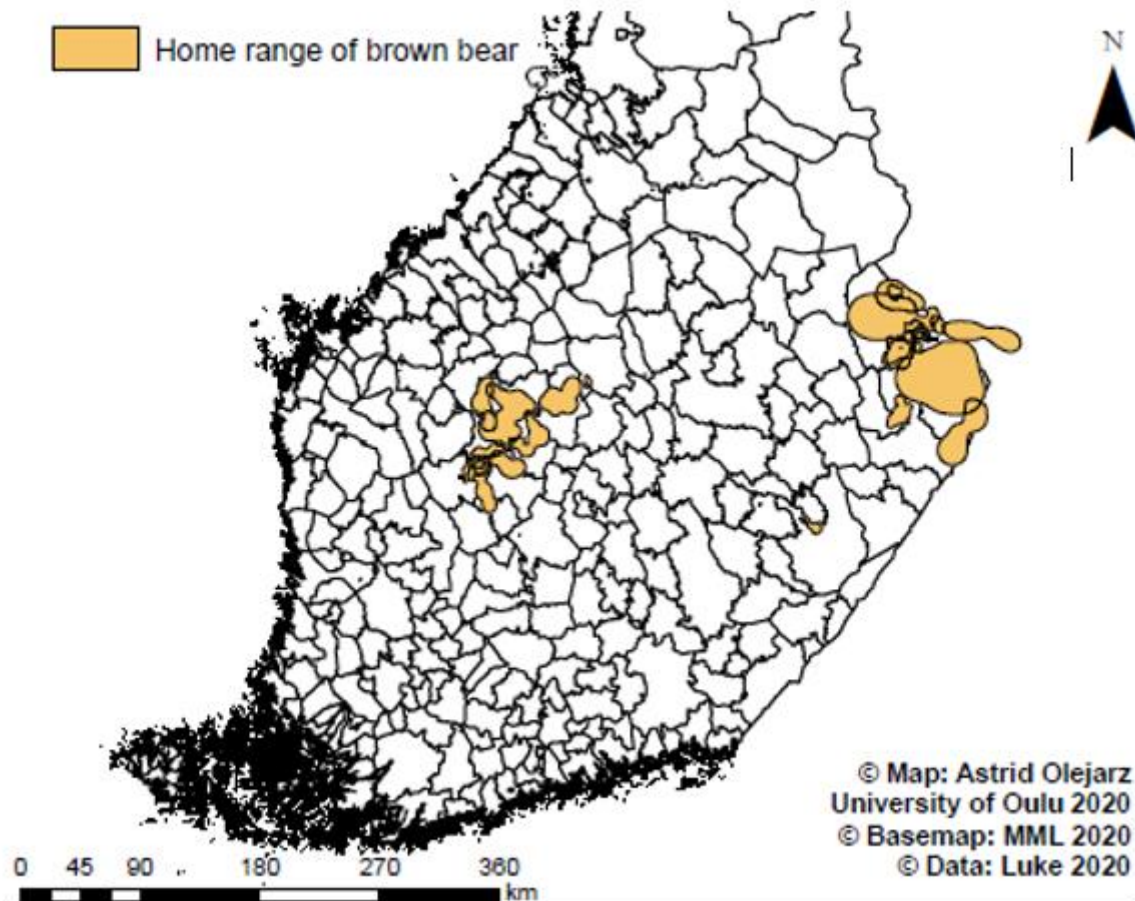 Home range of brown bear
N
© Map: Astrid Olejarz
University of Oulu 2020
© Basemap: MML 2020
© Data: Luke 2020
0 45 90 180 270 360
km